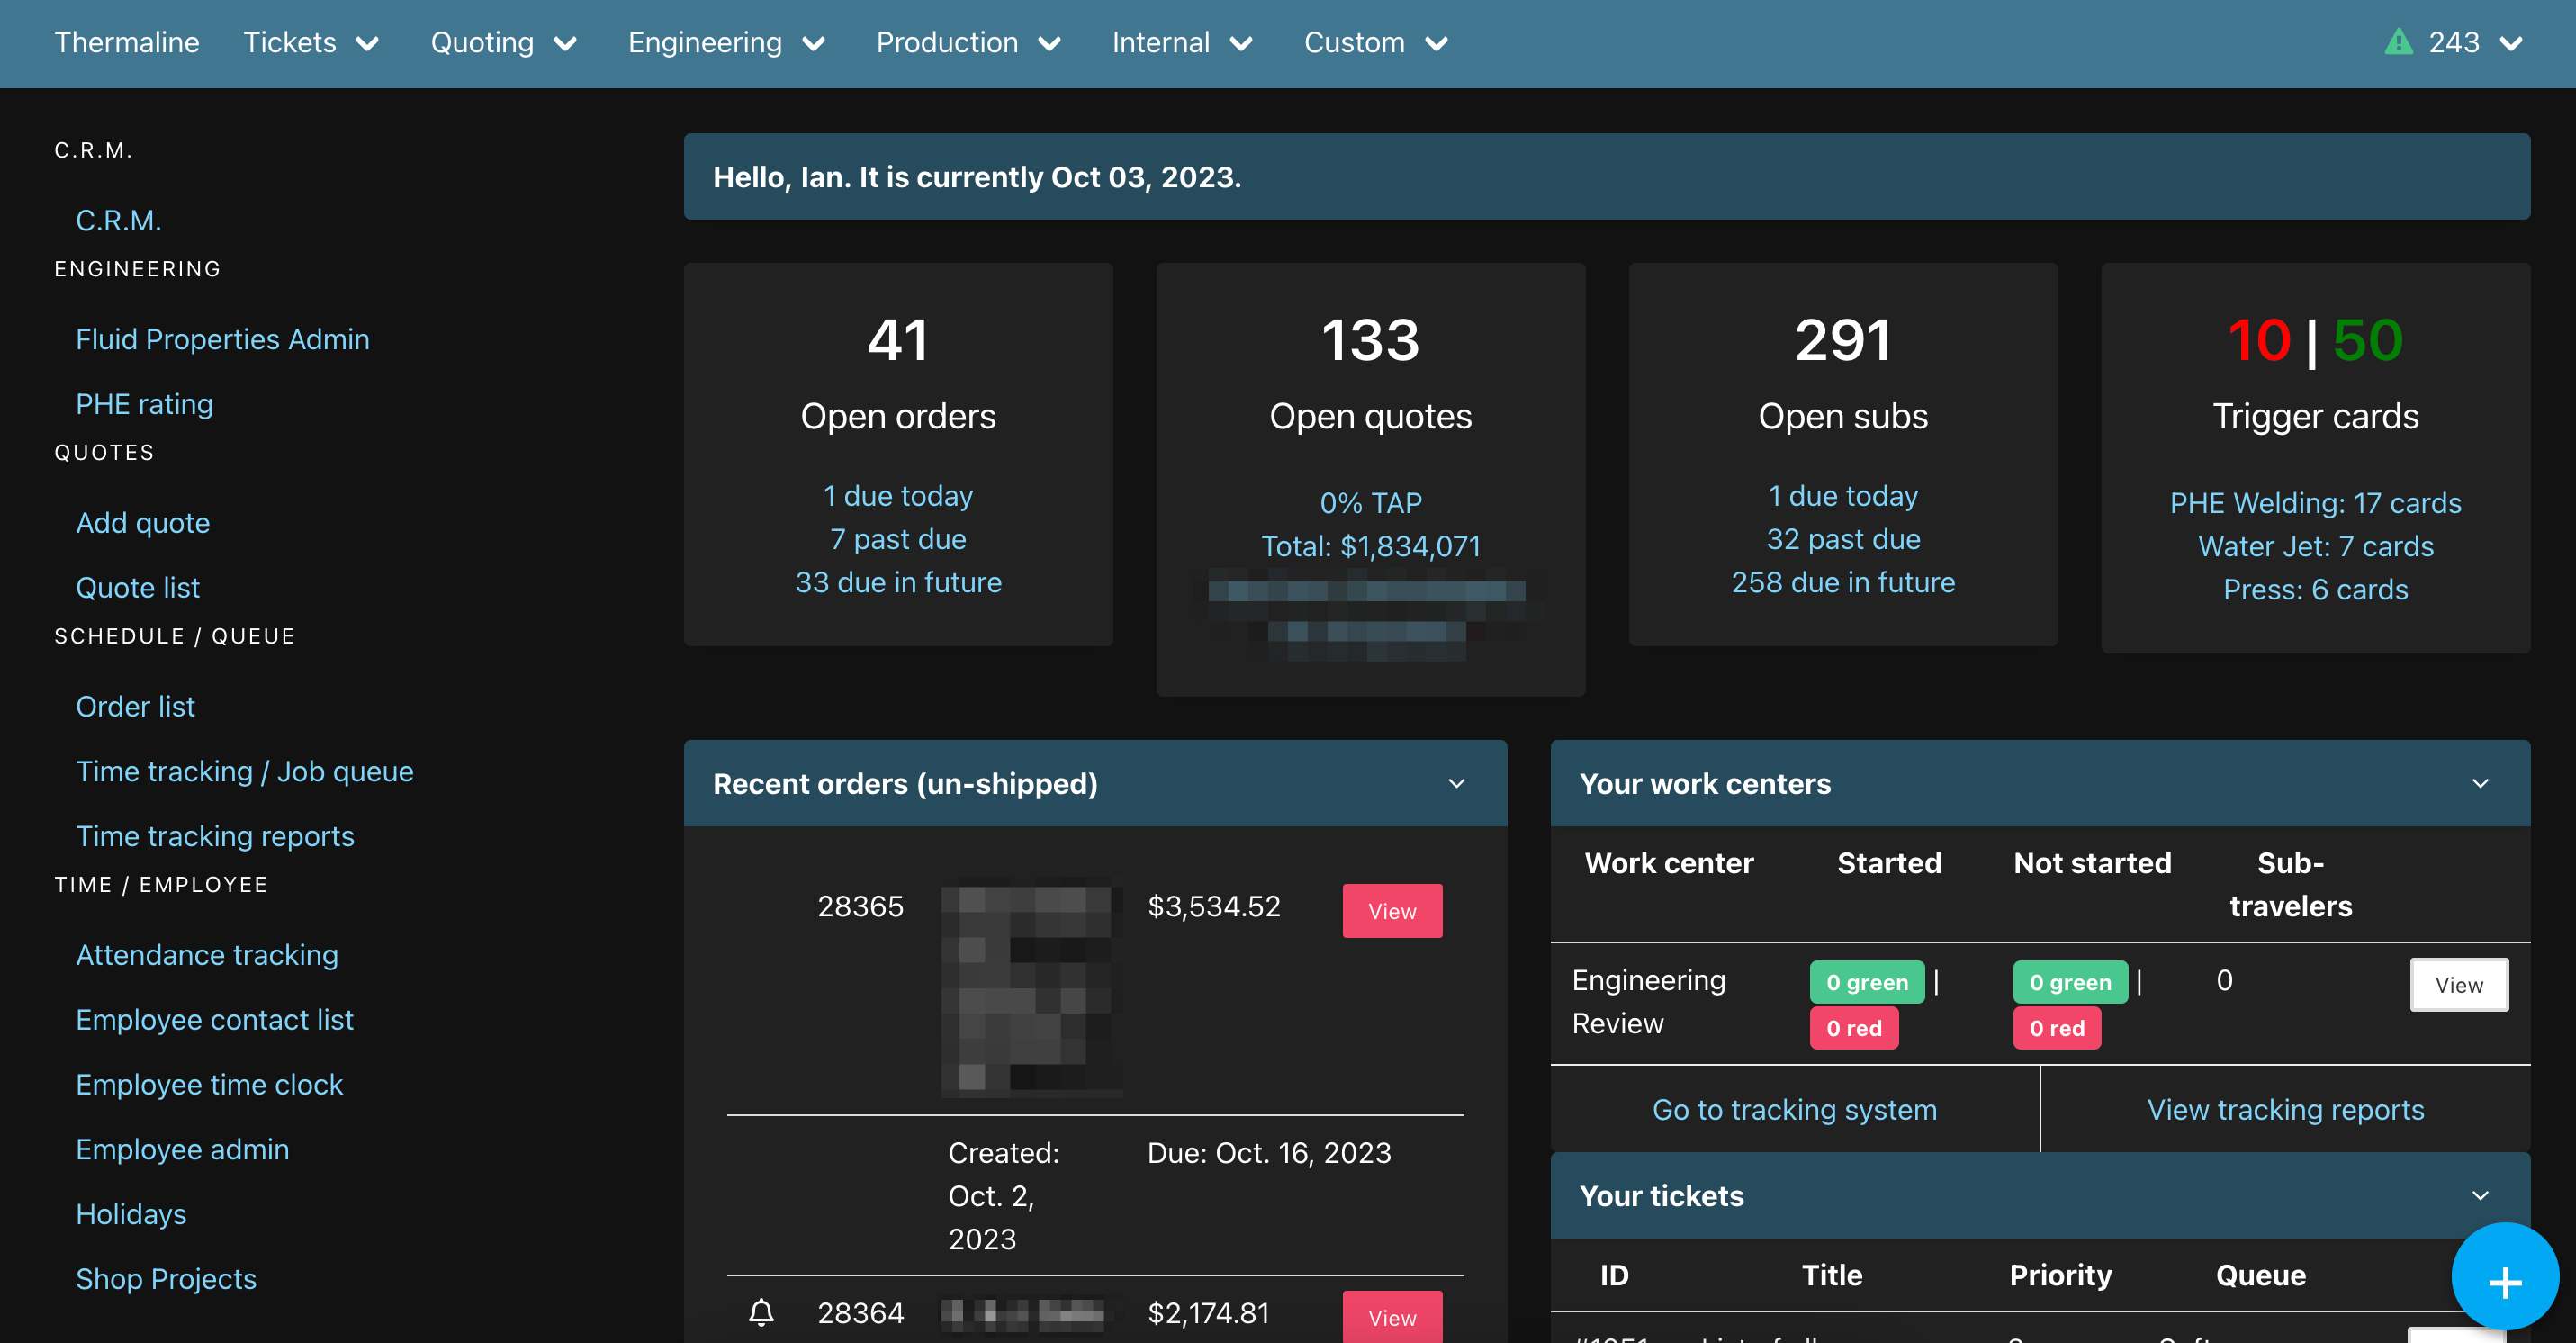 Thermaline Tickets Quoting Engineering Production Internal Custom 243
C.R.M.
C.R.M.
ENGINEERING
Fluid Properties Admin
PHE rating
QUOTES
Add quote
Quote list
SCHEDULE / QUEUE
Order list
Time tracking / Job queue
Time tracking reports
TIME / EMPLOYEE
Attendance tracking
Employee contact list
Employee time clock
Employee admin
Holidays
Shop Projects
Hello, Ian. It is currently Oct 03, 2023.
41
Open orders
1 due today
7 past due
33 due in future
133
Open quotes
0% TAP
Total: $1,834,071
291
Open subs
1 due today
32 past due
258 due in future
10 | 50
Trigger cards
PHE Welding: 17 cards
Water Jet: 7 cards
Press: 6 cards
Recent orders (un-shipped)
28365 $3,534.52 View
Created: Due: Oct. 16, 2023
Oct. 2,
2023
28364 $2,174.81 View
Your work centers
Work center Started Not started Sub-
travelers
Engineering 0 green | 0 green | 0 View
Review 0 red 0 red
Go to tracking system View tracking reports
Your tickets
ID Title Priority Queue